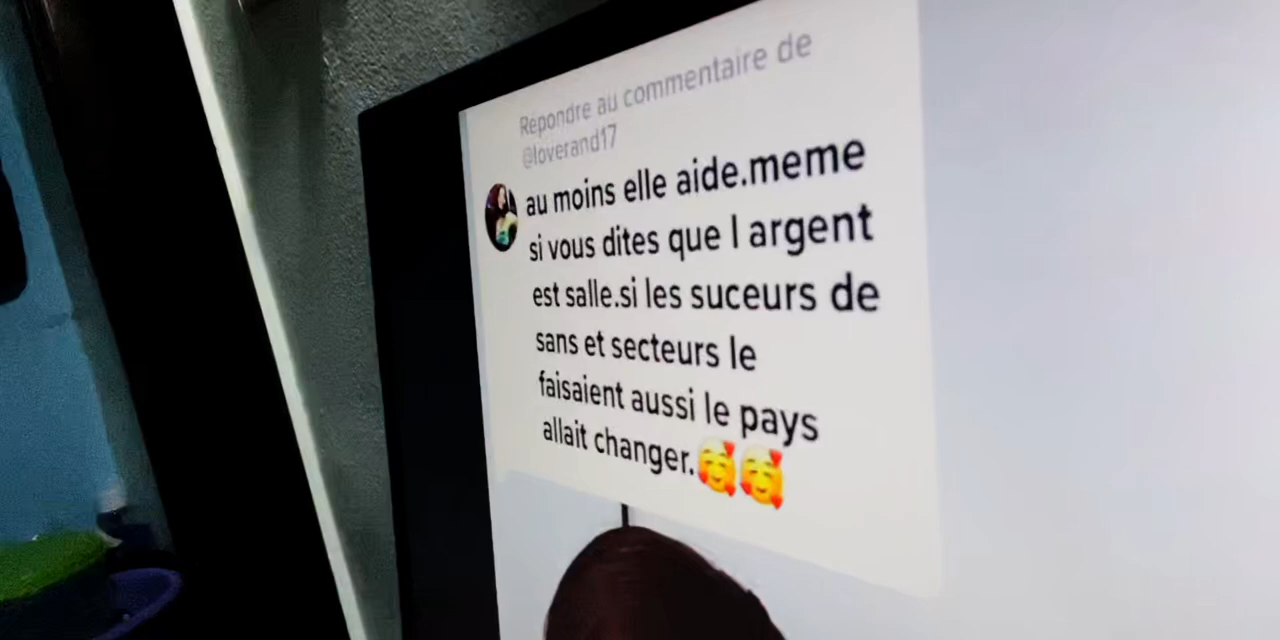 Repondre au commentaire de
@loverand17
au moins elle aide.meme
si vous dites que l argent
est salle.si les suceurs de
sans et secteurs le
faisaient aussi le pays
allait changer.🥰🥰